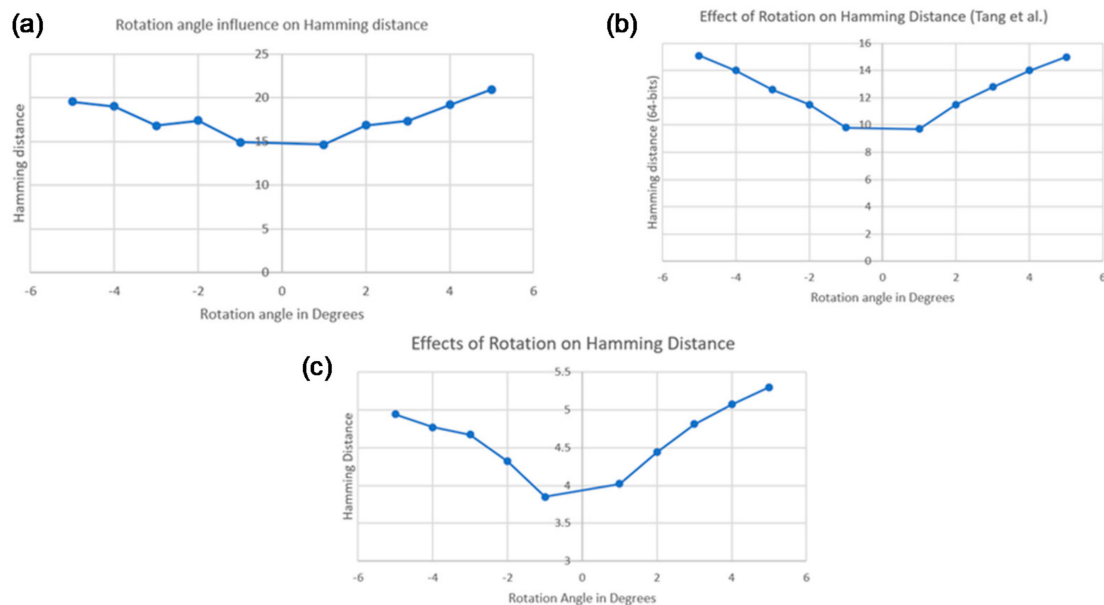 (a)
Rotation angle influence on Hamming distance
25
20
15
10
5
0
Hamming distance
-6 -4 -2 0 2 4 6
Rotation angle in Degrees
(b)
Effect of Rotation on Hamming Distance (Tang et al.)
16
14
12
10
8
6
4
2
0
Hamming distance (64-bits)
-6 -4 -2 0 2 4 6
Rotation angle in Degrees
(c)
Effects of Rotation on Hamming Distance
5.5
5
4.5
4
3.5
3
Hamming Distance
-6 -4 -2 0 2 4 6
Rotation Angle in Degrees